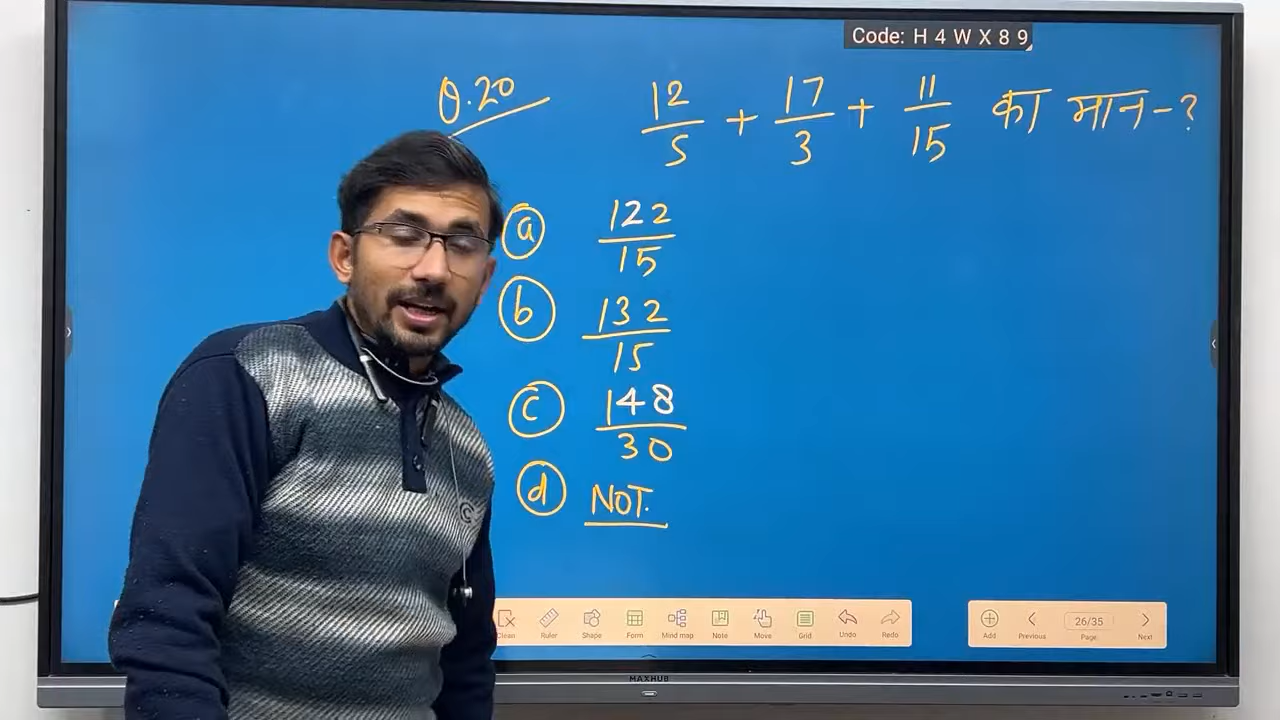 Code: H 4 W X 8 9
Q.20
12/5 + 17/3 + 11/15 का मान-?
a 122/15
b 132/15
c 148/30
d NOT.
Clean Ruler Shape Form Mind map Note Move Grid Undo Redo
Add Previous 26/35 Page Next
MAXHUB